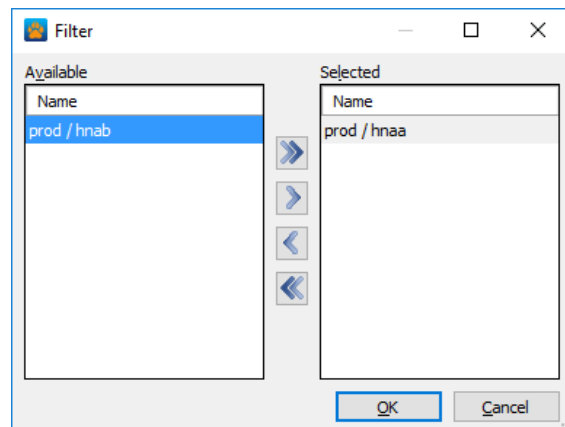 Filter
Available
Selected
Name
Name
prod / hnab
prod / hnaa
OK
Cancel